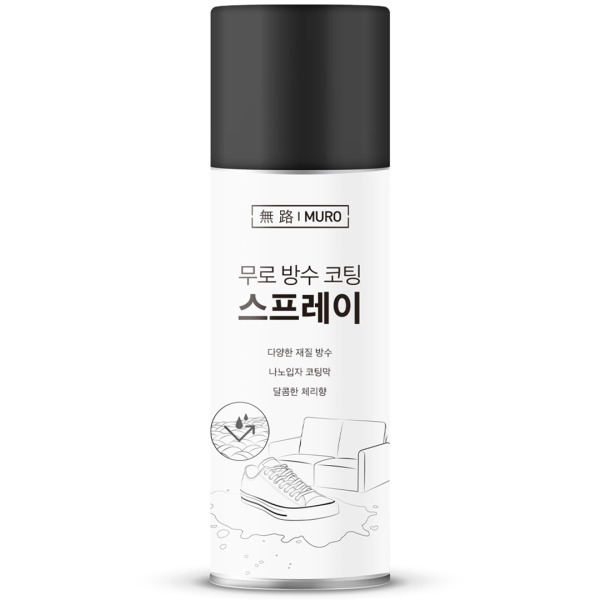 無路 | MURO
무로 방수 코팅
스프레이
다양한 재질 방수
나노입자 코팅막
달콤한 체리향